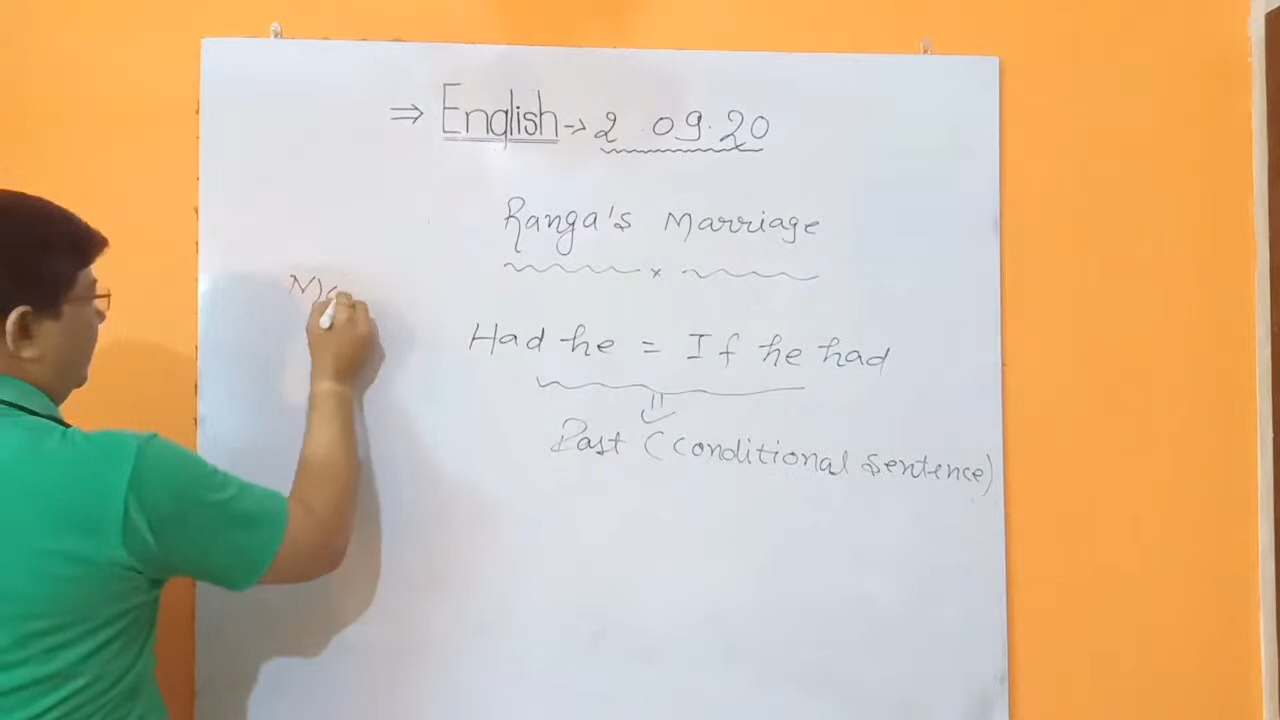 ⇒ English → 2 09.20
Ranga's Marriage
Had he = If he had
Past (Conditional Sentence)